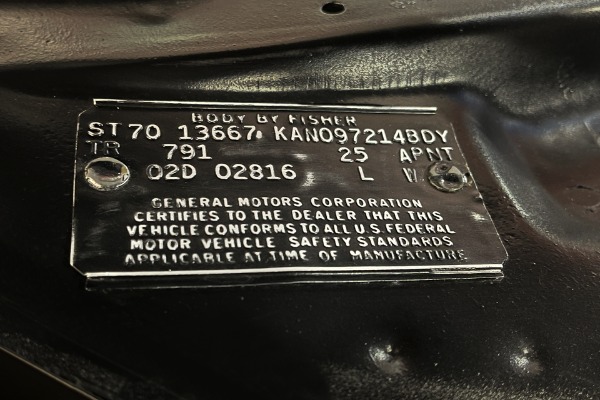 BODY BY FISHER
ST 70 13667 KAN097214BDY
TR 791 25 APNT
02D 02816 L W
GENERAL MOTORS CORPORATION
CERTIFIES TO THE DEALER THAT THIS
VEHICLE CONFORMS TO ALL U.S. FEDERAL
MOTOR VEHICLE SAFETY STANDARDS
APPLICABLE AT TIME OF MANUFACTURE